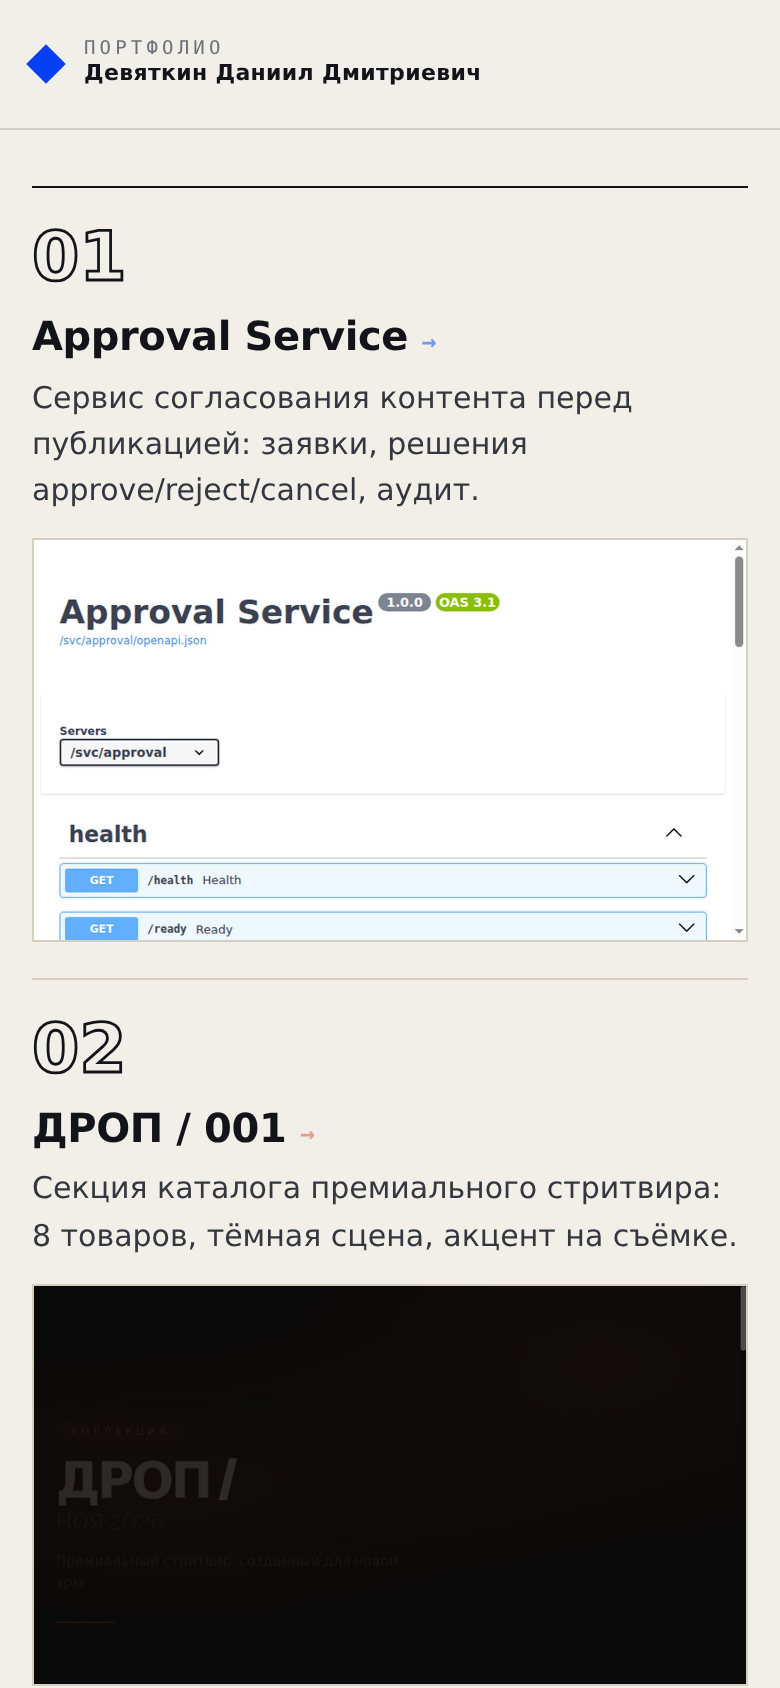 ПОРТФОЛИО
Девяткин Даниил Дмитриевич
01
Approval Service →
Сервис согласования контента перед
публикацией: заявки, решения
approve/reject/cancel, аудит.
Approval Service 1.0.0 OAS 3.1
/svc/approval/openapi.json
Servers
/svc/approval
health
GET /health Health
GET /ready Ready
02
ДРОП / 001 →
Секция каталога премиального стритвира:
8 товаров, тёмная сцена, акцент на съёмке.
КОЛЛЕКЦИЯ
ДРОП /
НОЯ 2026
Премиальный стритвир, созданный для новой
эры.